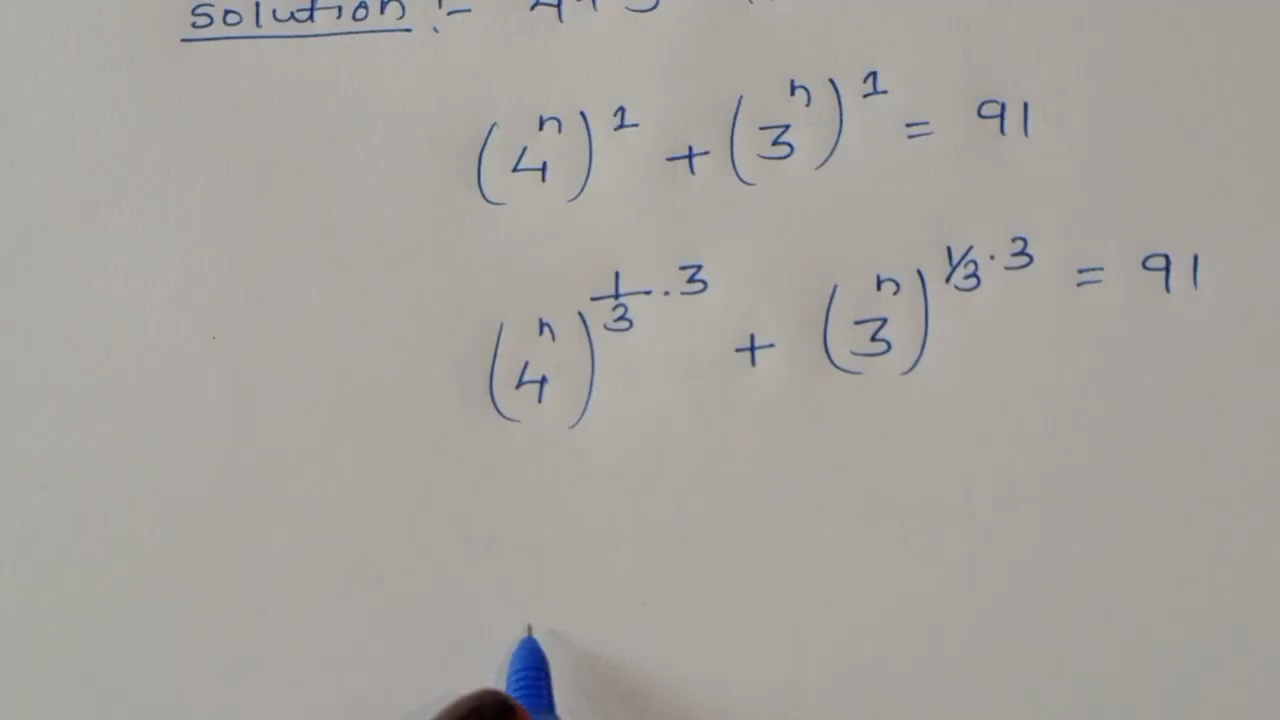 Solution :-
(4^n)^1 + (3^n)^1 = 91
(4^n)^{1/3 · 3} + (3^n)^{1/3 · 3} = 91